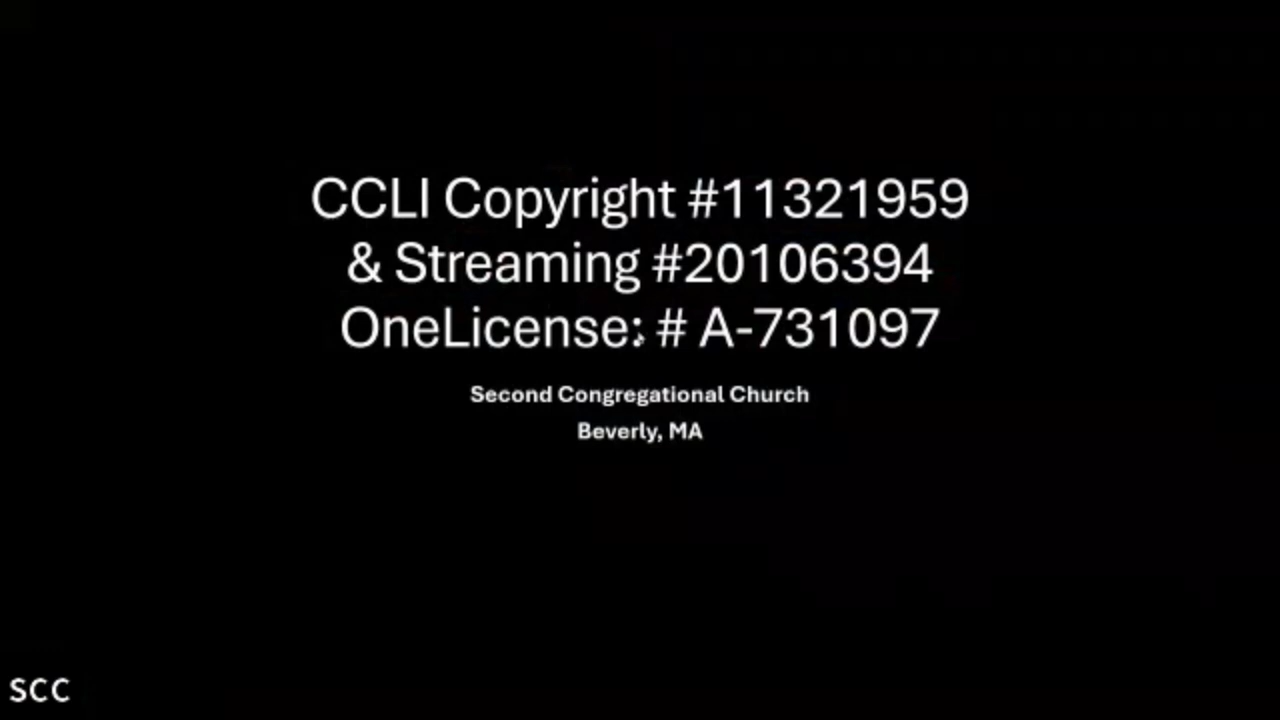 CCLI Copyright #11321959
& Streaming #20106394
OneLicense: # A-731097
Second Congregational Church
Beverly, MA
SCC